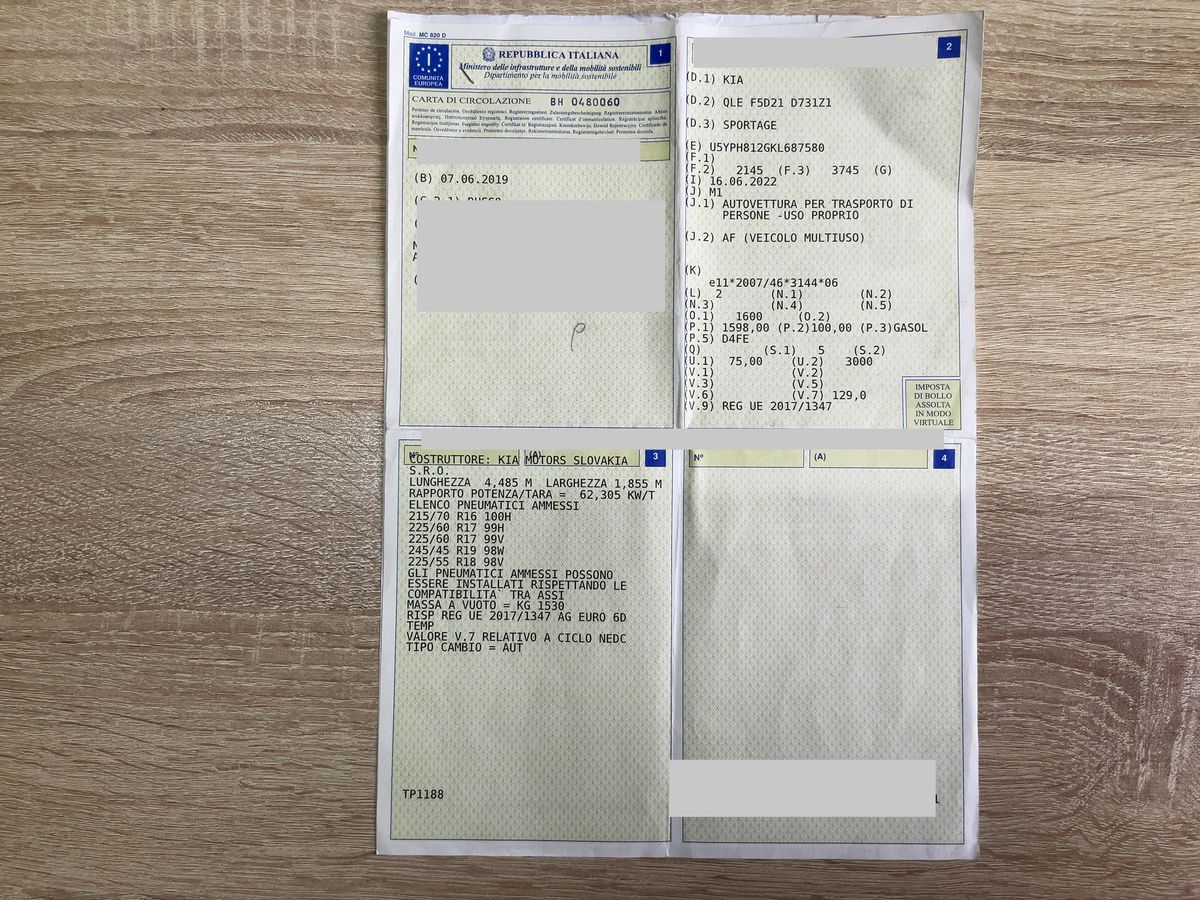 Mod. MC 820 D
1
REPUBBLICA ITALIANA
Ministero delle infrastrutture e della mobilità sostenibili
Dipartimento per la mobilità sostenibile
I
COMUNITÀ
EUROPEA
CARTA DI CIRCOLAZIONE BH 0480060
(B) 07.06.2019
2
(D.1) KIA
(D.2) QLE F5D21 D731Z1
(D.3) SPORTAGE
(E) U5YPH812GKL687580
(F.1)
(F.2) 2145 (F.3) 3745 (G)
(I) 16.06.2022
(J) M1
(J.1) AUTOVETTURA PER TRASPORTO DI
PERSONE -USO PROPRIO
(J.2) AF (VEICOLO MULTIUSO)
(K)
e11*2007/46*3144*06
(L) 2 (N.1) (N.2)
(N.3) (N.4) (N.5)
(O.1) 1600 (O.2)
(P.1) 1598,00 (P.2)100,00 (P.3)GASOL
(P.5) D4FE
(Q) (S.1) 5 (S.2)
(U.1) 75,00 (U.2) 3000
(V.1) (V.2)
(V.3) (V.5)
(V.6) (V.7) 129,0
(V.9) REG UE 2017/1347
IMPOSTA
DI BOLLO
ASSOLTA
IN MODO
VIRTUALE
N° (A) 3
COSTRUTTORE: KIA MOTORS SLOVAKIA
S.R.O.
LUNGHEZZA 4,485 M LARGHEZZA 1,855 M
RAPPORTO POTENZA/TARA = 62,305 KW/T
ELENCO PNEUMATICI AMMESSI
215/70 R16 100H
225/60 R17 99H
225/60 R17 99V
245/45 R19 98W
225/55 R18 98V
GLI PNEUMATICI AMMESSI POSSONO
ESSERE INSTALLATI RISPETTANDO LE
COMPATIBILITA TRA ASSI
MASSA A VUOTO = KG 1530
RISP REG UE 2017/1347 AG EURO 6D
TEMP
VALORE V.7 RELATIVO A CICLO NEDC
TIPO CAMBIO = AUT
TP1188
N° (A) 4